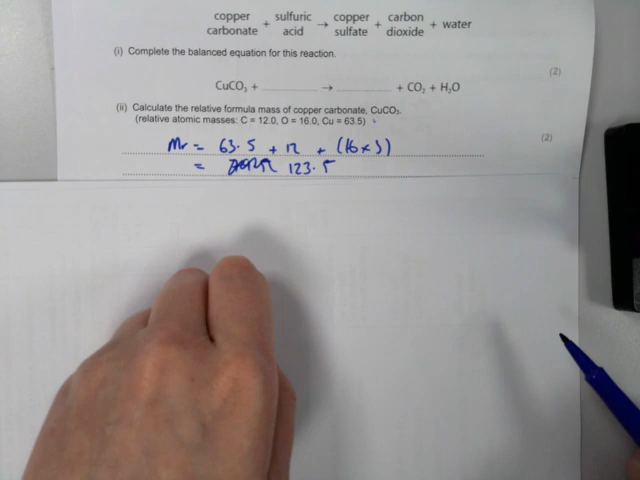 copper carbonate + sulfuric acid → copper sulfate + carbon dioxide + water
(i) Complete the balanced equation for this reaction.
(2)
CuCO₃ + .................... → .................... + CO₂ + H₂O
(ii) Calculate the relative formula mass of copper carbonate, CuCO₃.
(relative atomic masses: C = 12.0, O = 16.0, Cu = 63.5)
(2)
Mr = 63.5 + 12 + (16 × 3)
= 123.5